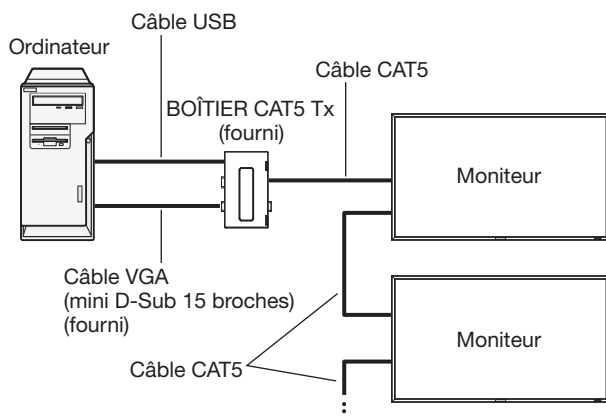 Câble USB
Ordinateur
Câble CAT5
BOÎTIER CAT5 Tx
(fourni)
Moniteur
Câble VGA
(mini D-Sub 15 broches)
(fourni)
Moniteur
Câble CAT5